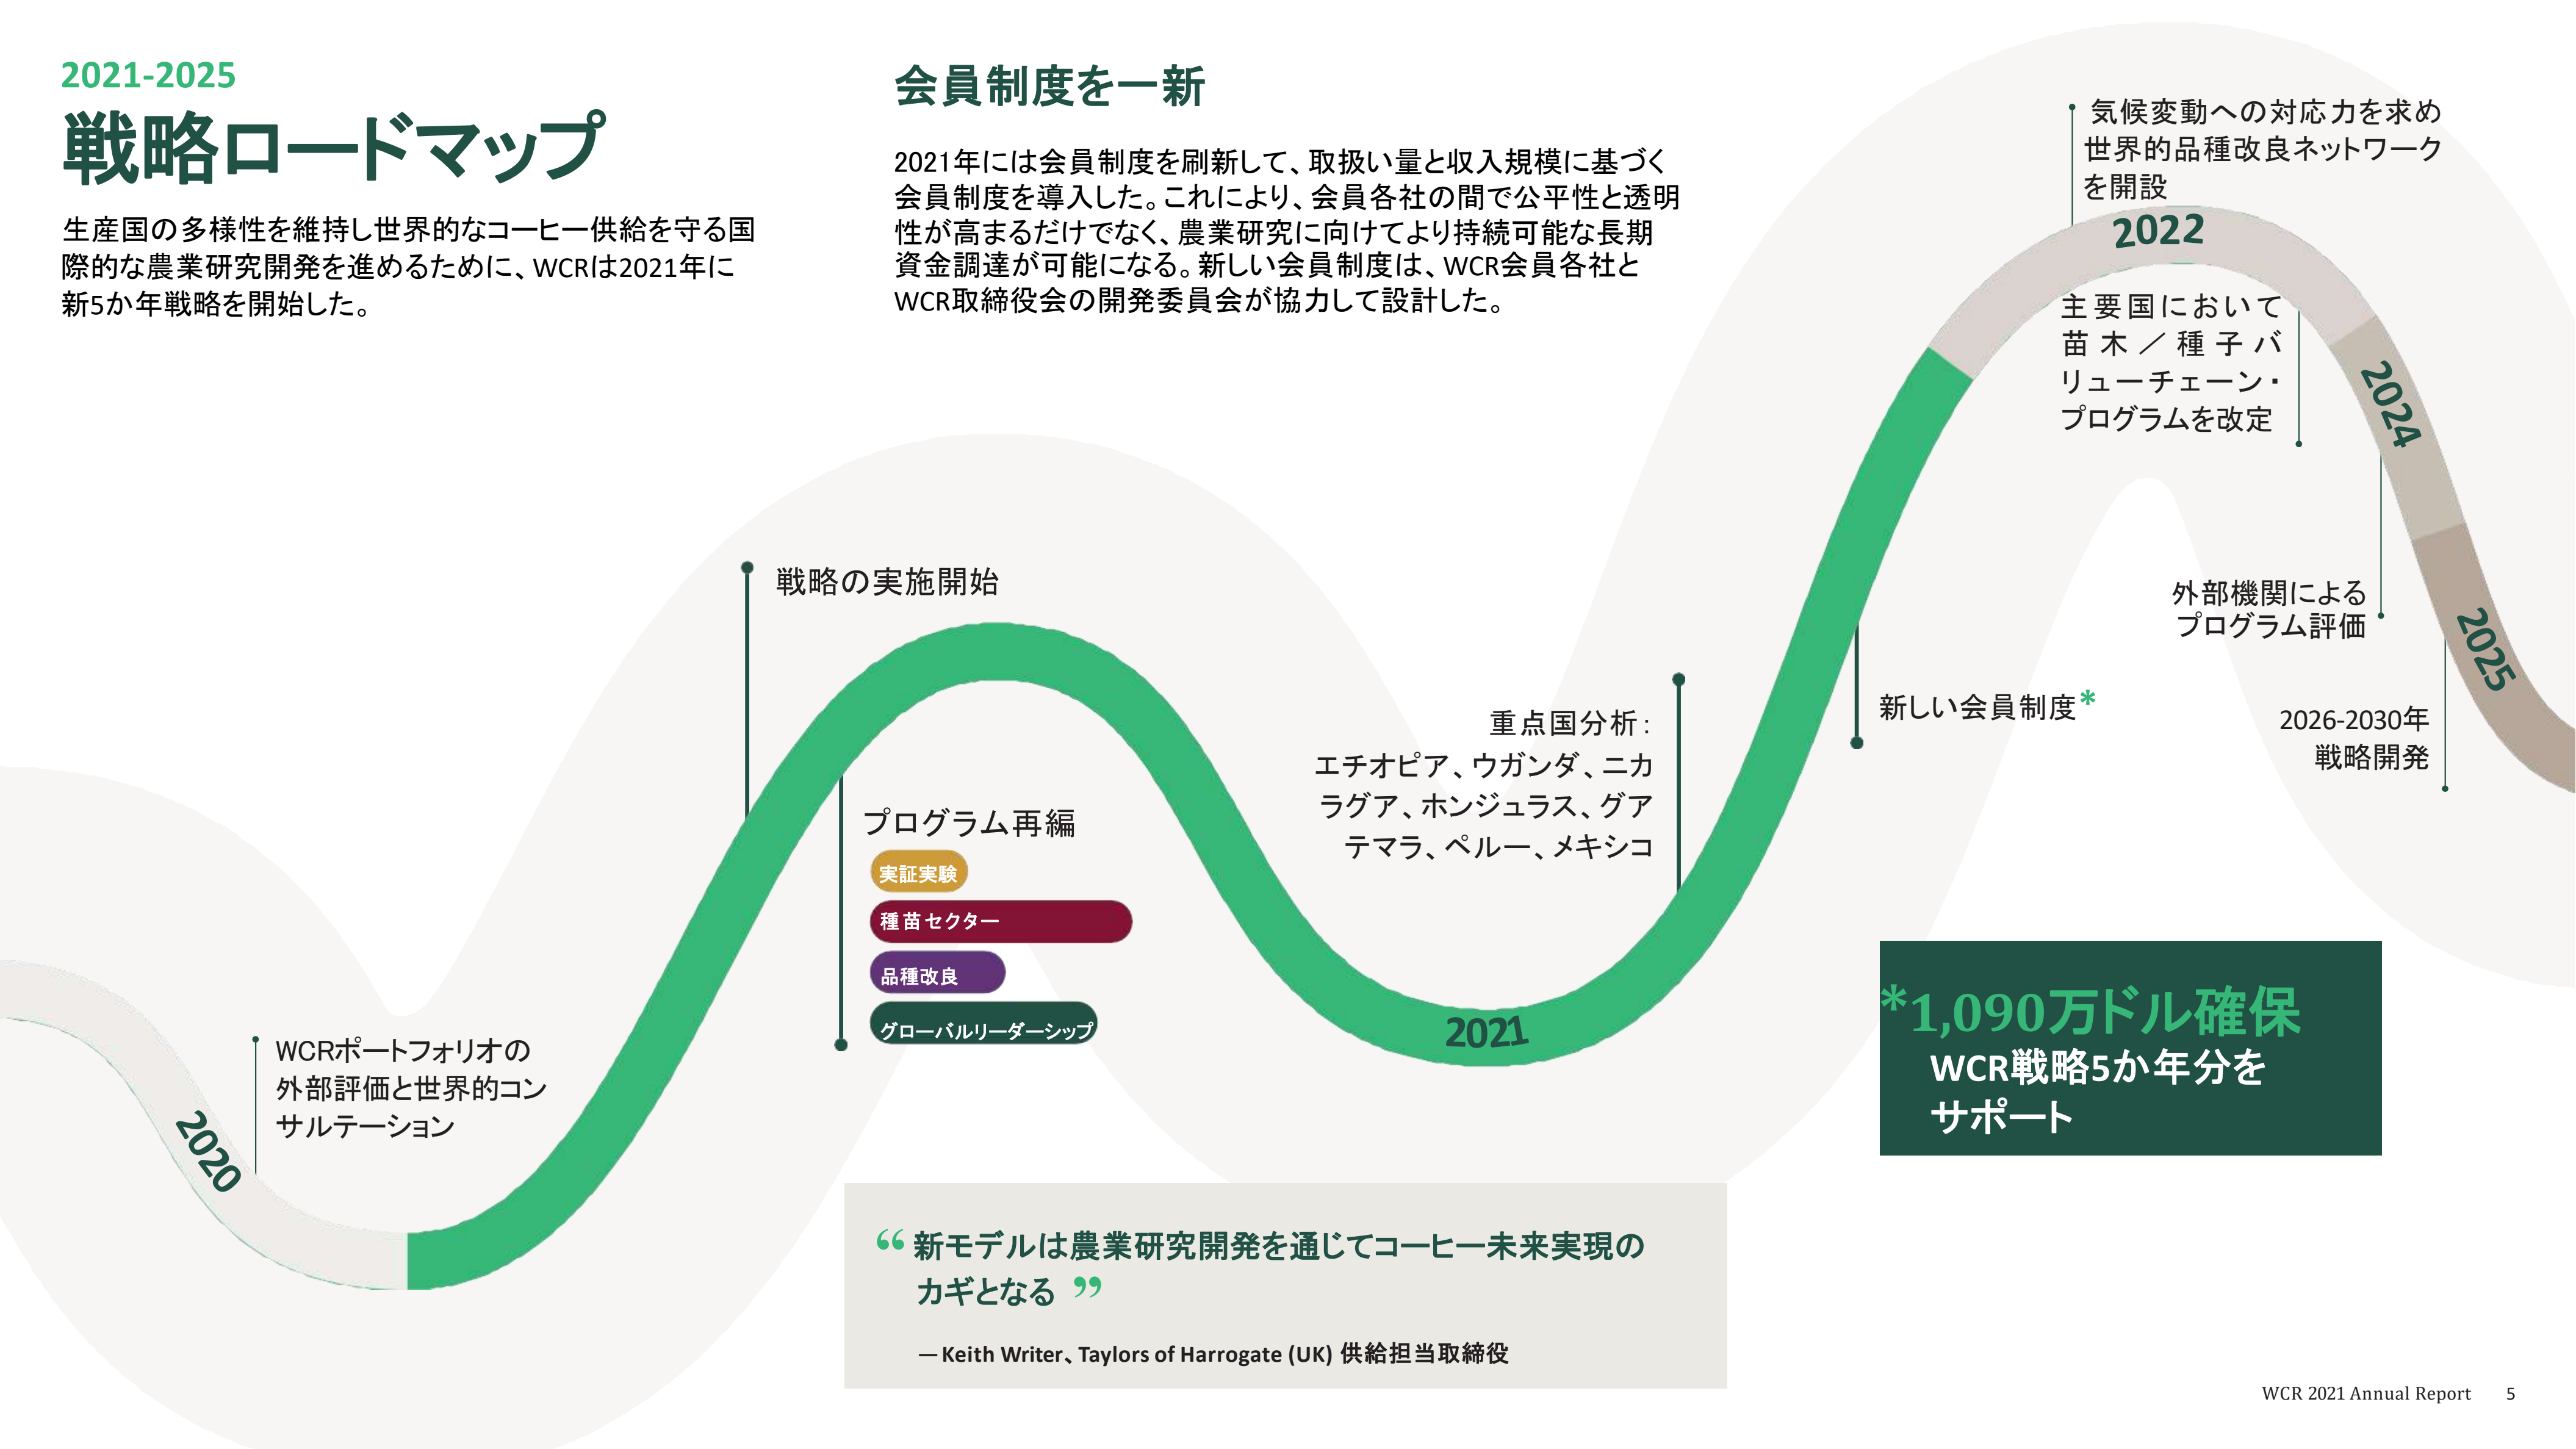 2021-2025
戦略ロードマップ
生産国の多様性を維持し世界的なコーヒー供給を守る国
際的な農業研究開発を進めるために、WCRは2021年に
新5か年戦略を開始した。
会員制度を一新
2021年には会員制度を刷新して、取扱い量と収入規模に基づく
会員制度を導入した。これにより、会員各社の間で公平性と透明
性が高まるだけでなく、農業研究に向けてより持続可能な長期
資金調達が可能になる。新しい会員制度は、WCR会員各社と
WCR取締役会の開発委員会が協力して設計した。
2020
WCRポートフォリオの
外部評価と世界的コン
サルテーション
戦略の実施開始
プログラム再編
実証実験
種苗セクター
品種改良
グローバルリーダーシップ
2021
重点国分析：
エチオピア、ウガンダ、ニカ
ラグア、ホンジュラス、グア
テマラ、ペルー、メキシコ
新しい会員制度*
気候変動への対応力を求め
世界的品種改良ネットワーク
を開設
2022
主要国において
苗木／種子バ
リューチェーン・
プログラムを改定
2024
外部機関による
プログラム評価
2025
2026-2030年
戦略開発
*1,090万ドル確保
WCR戦略5か年分を
サポート
“新モデルは農業研究開発を通じてコーヒー未来実現の
カギとなる”
—Keith Writer、Taylors of Harrogate (UK) 供給担当取締役
WCR 2021 Annual Report 5